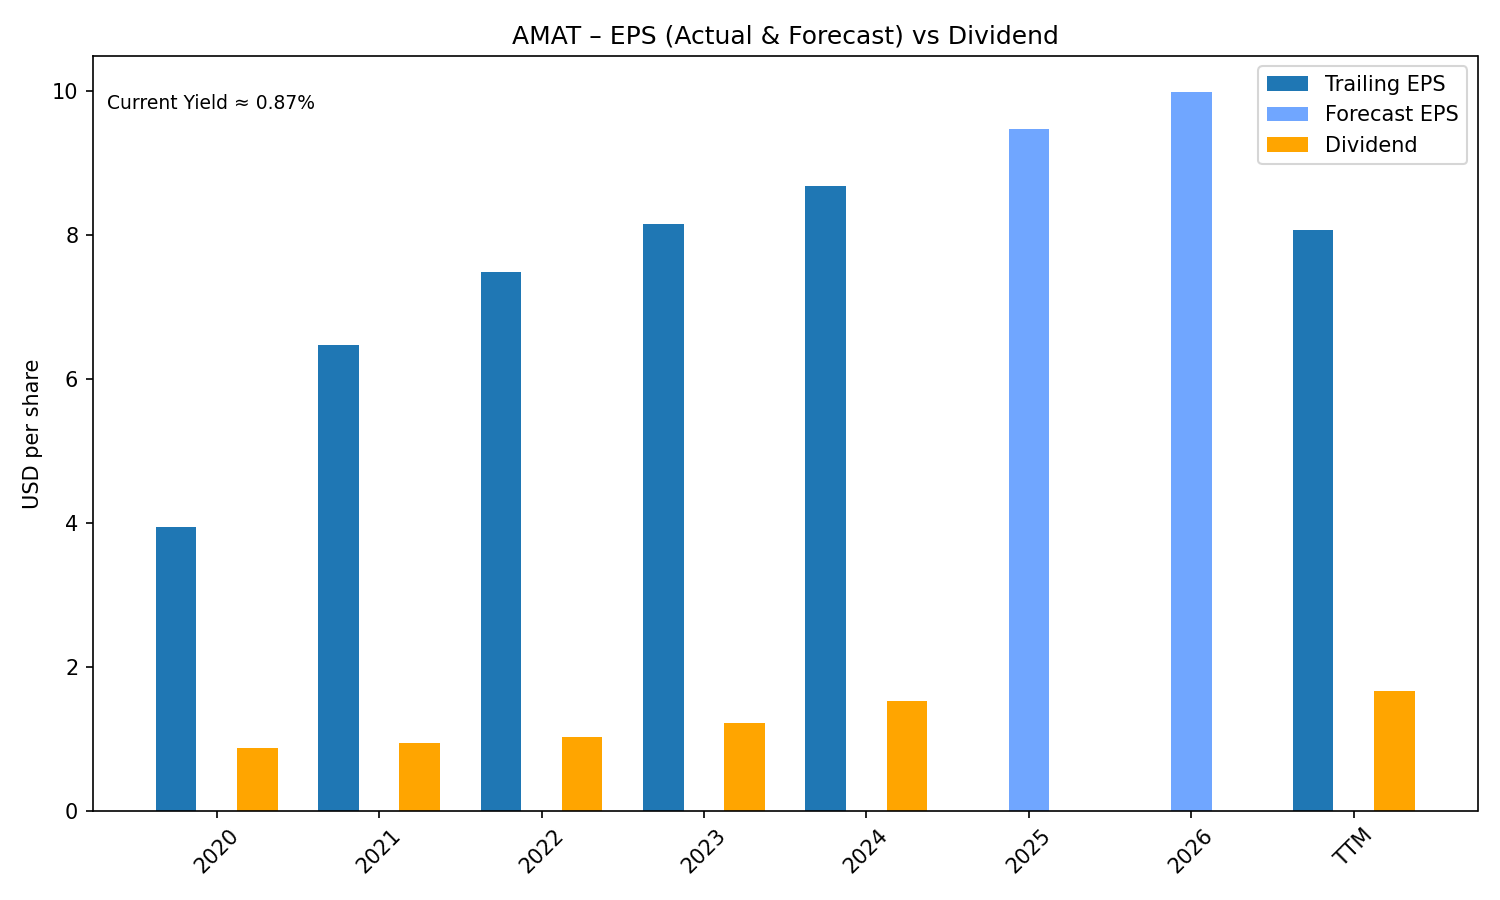 AMAT – EPS (Actual & Forecast) vs Dividend
Current Yield ≈ 0.87%
Trailing EPS
Forecast EPS
Dividend
USD per share
10
8
6
4
2
0
2020
2021
2022
2023
2024
2025
2026
TTM